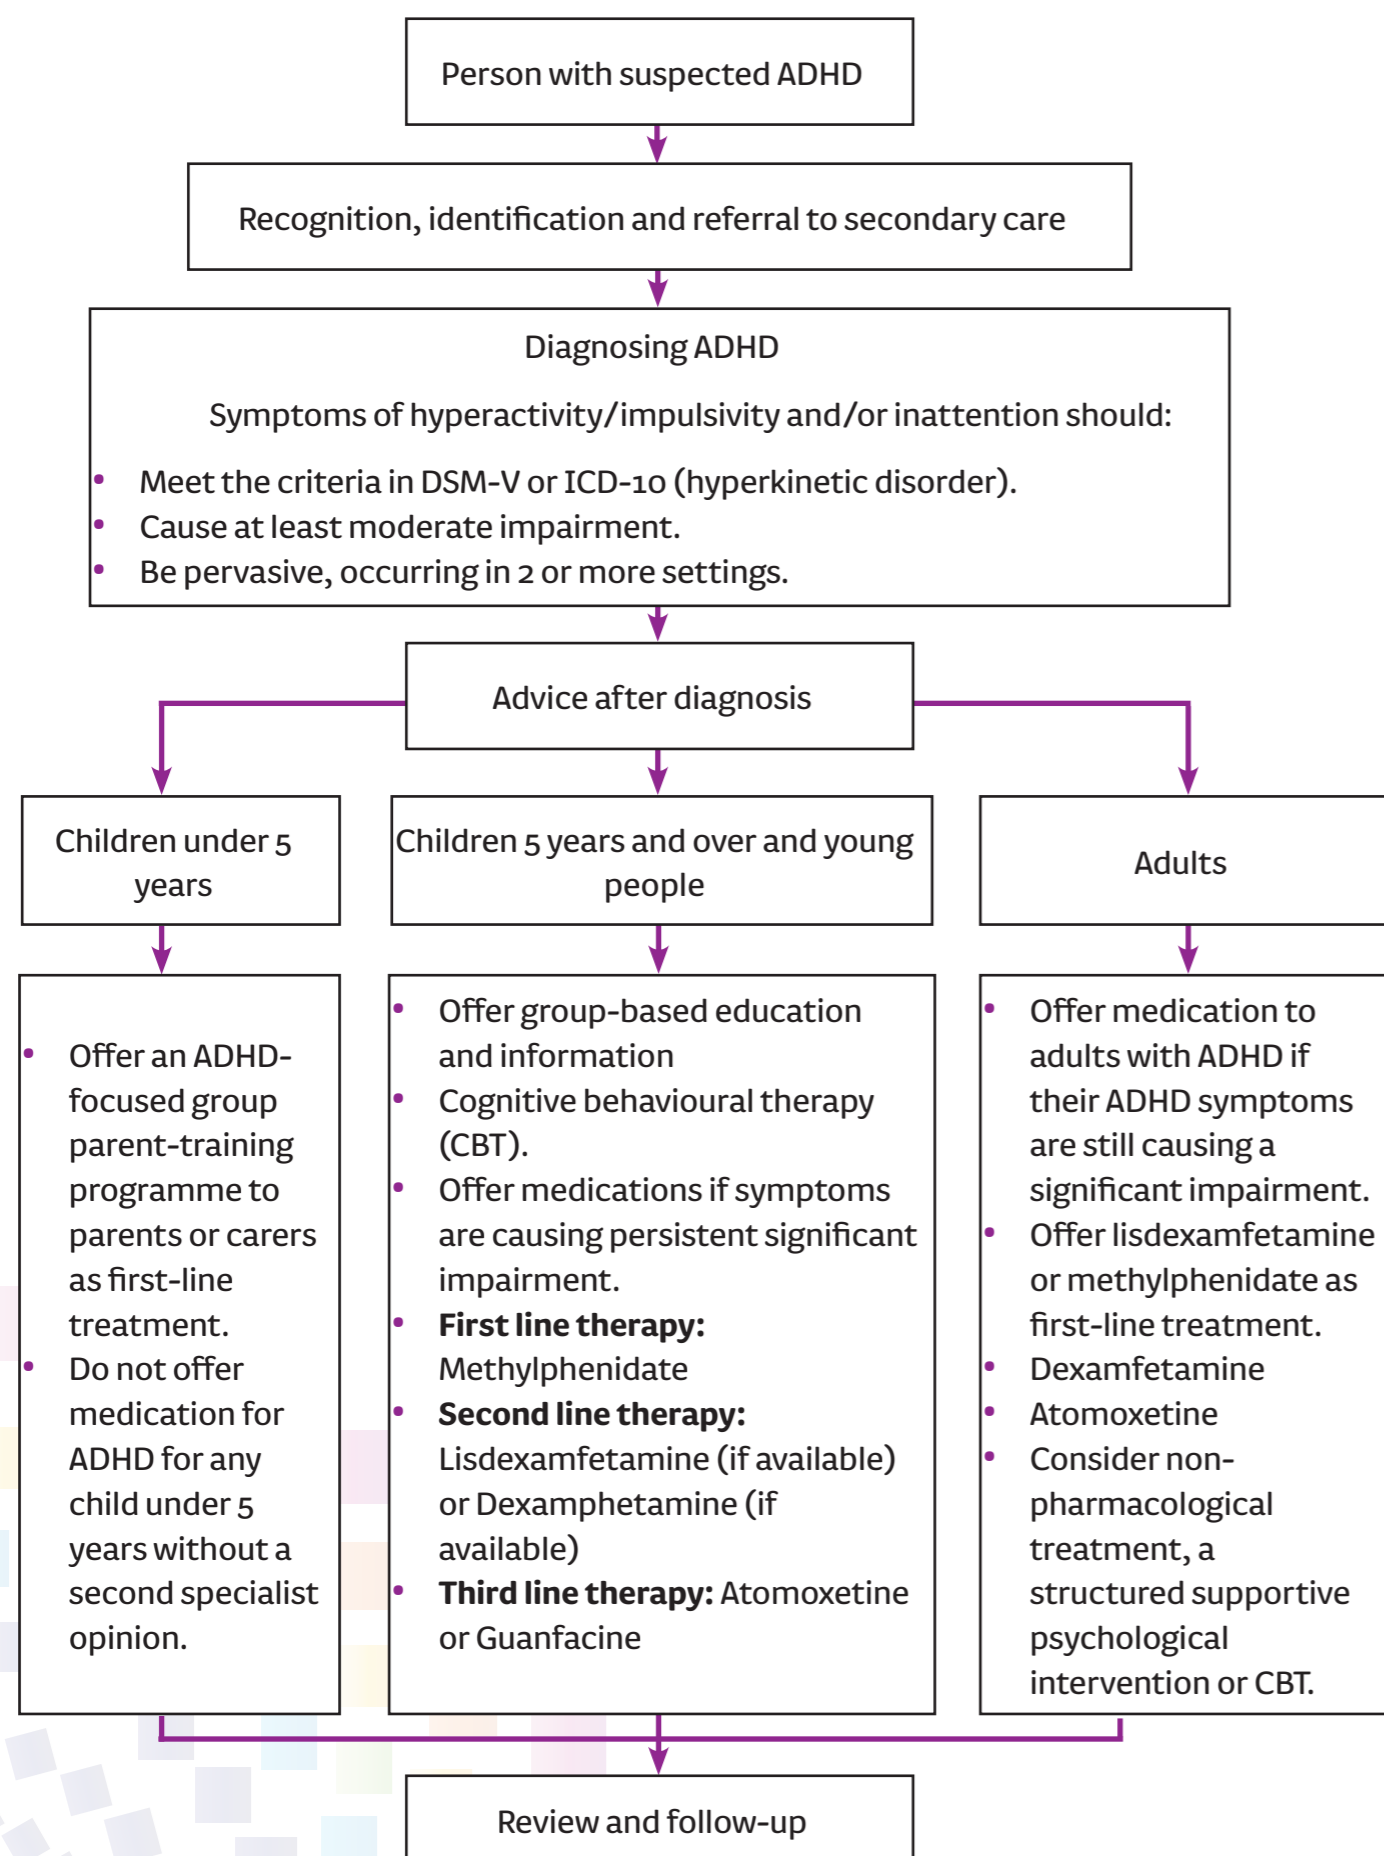 Person with suspected ADHD
Recognition, identification and referral to secondary care
Diagnosing ADHD
Symptoms of hyperactivity/impulsivity and/or inattention should:
• Meet the criteria in DSM-V or ICD-10 (hyperkinetic disorder).
• Cause at least moderate impairment.
• Be pervasive, occurring in 2 or more settings.
Advice after diagnosis
Children under 5
years
• Offer an ADHD-
focused group
parent-training
programme to
parents or carers
as first-line
treatment.
• Do not offer
medication for
ADHD for any
child under 5
years without a
second specialist
opinion.
Children 5 years and over and young
people
• Offer group-based education
and information
• Cognitive behavioural therapy
(CBT).
• Offer medications if symptoms
are causing persistent significant
impairment.
• First line therapy:
Methylphenidate
• Second line therapy:
Lisdexamfetamine (if available)
or Dexamphetamine (if
available)
• Third line therapy: Atomoxetine
or Guanfacine
Adults
• Offer medication to
adults with ADHD if
their ADHD symptoms
are still causing a
significant impairment.
• Offer lisdexamfetamine
or methylphenidate as
first-line treatment.
• Dexamfetamine
• Atomoxetine
• Consider non-
pharmacological
treatment, a
structured supportive
psychological
intervention or CBT.
Review and follow-up